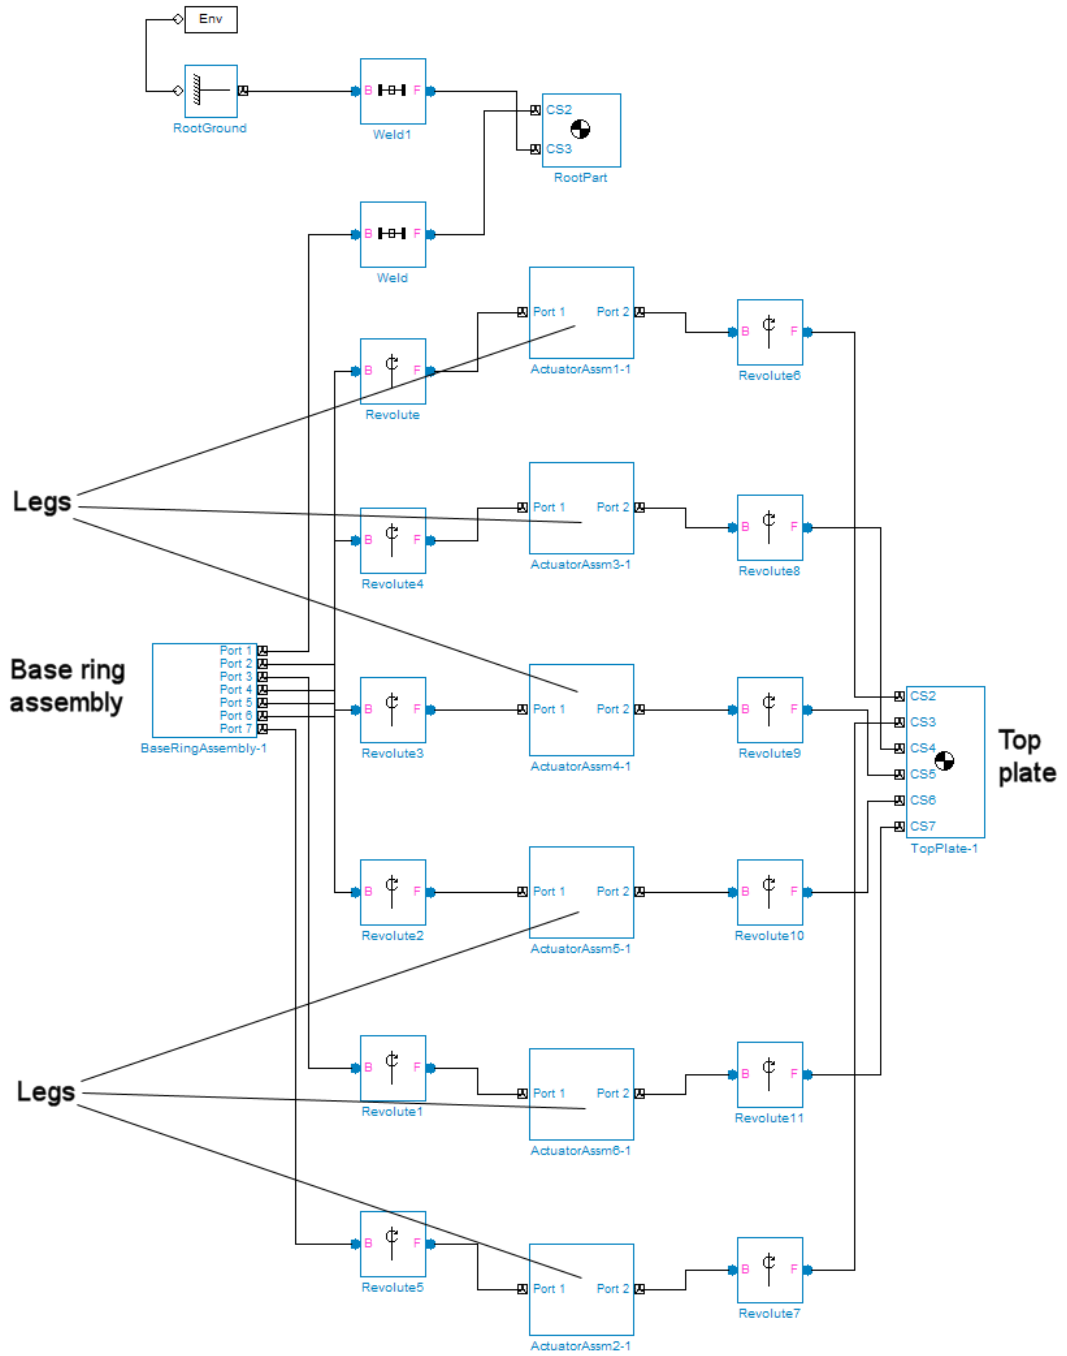 Env
RootGround
B F
Weld1
CS2
CS3
RootPart
B F
Weld
Port 1 Port 2
ActuatorAssm1-1
B F
Revolute
B F
Revolute6
Legs
Port 1 Port 2
ActuatorAssm3-1
B F
Revolute4
B F
Revolute8
Base ring
assembly
Port 1
Port 2
Port 3
Port 4
Port 5
Port 6
Port 7
BaseRingAssembly-1
B F
Revolute3
Port 1 Port 2
ActuatorAssm4-1
B F
Revolute9
CS2
CS3
CS4
CS5
CS6
CS7
TopPlate-1
Top
plate
B F
Revolute2
Port 1 Port 2
ActuatorAssm5-1
B F
Revolute10
Legs
B F
Revolute1
Port 1 Port 2
ActuatorAssm6-1
B F
Revolute11
B F
Revolute5
Port 1 Port 2
ActuatorAssm2-1
B F
Revolute7